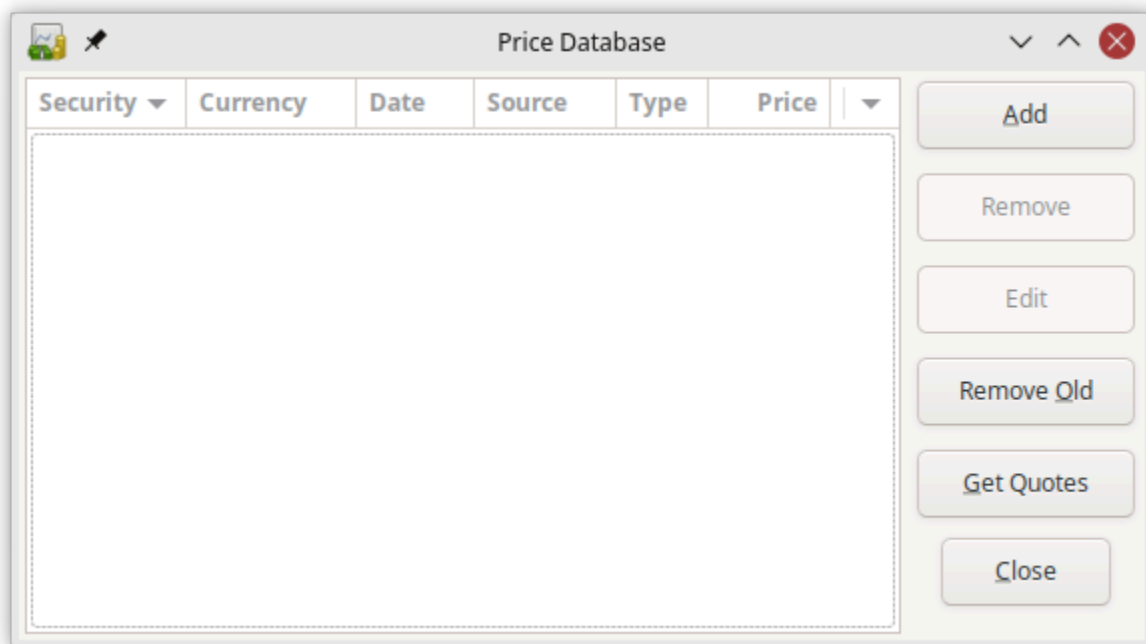 Price Database
Security Currency Date Source Type Price
Add
Remove
Edit
Remove Old
Get Quotes
Close